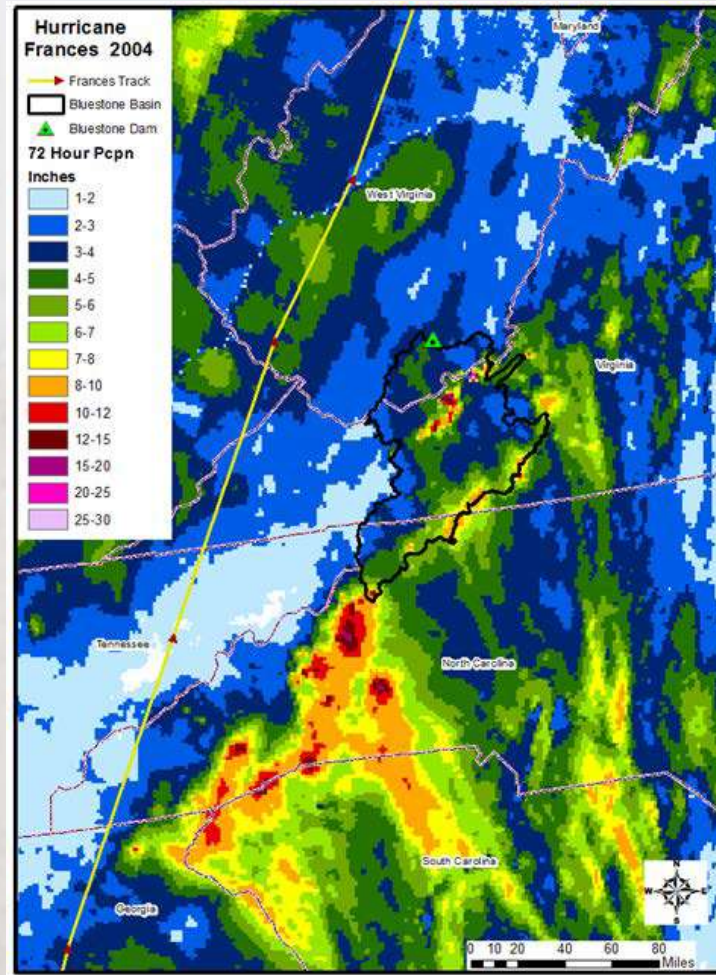 Hurricane
Frances 2004
Frances Track
Bluestone Basin
Bluestone Dam
72 Hour Pcpn
Inches
1-2
2-3
3-4
4-5
5-6
6-7
7-8
8-10
10-12
12-15
15-20
20-25
25-30
Maryland
West Virginia
Virginia
Tennessee
North Carolina
South Carolina
Georgia
N
W E
S
0 10 20 40 60 80
Miles